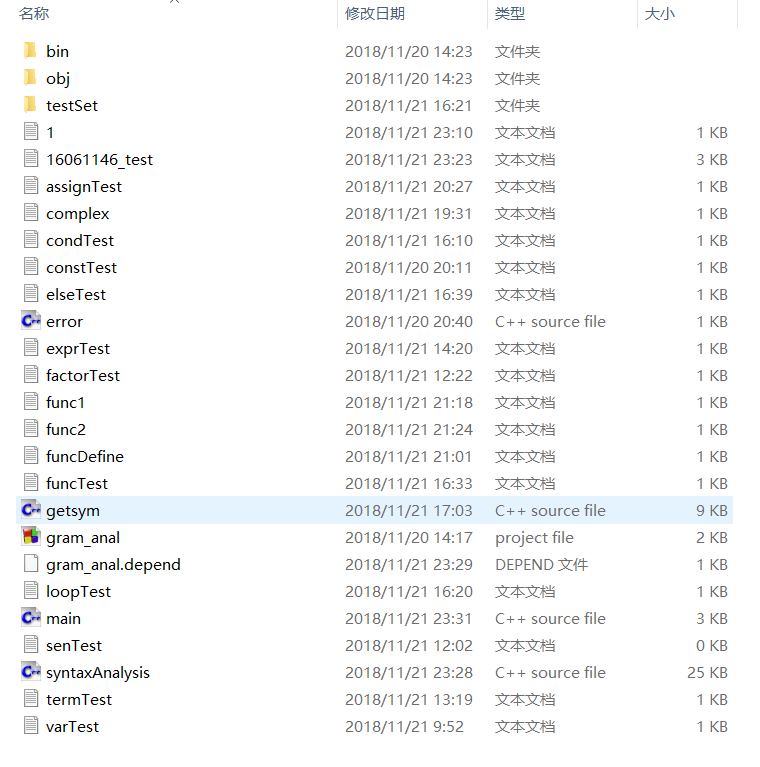 名称 修改日期 类型 大小
bin 2018/11/20 14:23 文件夹
obj 2018/11/20 14:23 文件夹
testSet 2018/11/21 16:21 文件夹
1 2018/11/21 23:10 文本文档 1 KB
16061146_test 2018/11/21 23:23 文本文档 3 KB
assignTest 2018/11/21 20:27 文本文档 1 KB
complex 2018/11/21 19:31 文本文档 1 KB
condTest 2018/11/21 16:10 文本文档 1 KB
constTest 2018/11/20 20:11 文本文档 1 KB
elseTest 2018/11/21 16:39 文本文档 1 KB
error 2018/11/20 20:40 C++ source file 1 KB
exprTest 2018/11/21 14:20 文本文档 1 KB
factorTest 2018/11/21 12:22 文本文档 1 KB
func1 2018/11/21 21:18 文本文档 1 KB
func2 2018/11/21 21:24 文本文档 1 KB
funcDefine 2018/11/21 21:01 文本文档 1 KB
funcTest 2018/11/21 16:33 文本文档 1 KB
getsym 2018/11/21 17:03 C++ source file 9 KB
gram_anal 2018/11/20 14:17 project file 2 KB
gram_anal.depend 2018/11/21 23:29 DEPEND 文件 1 KB
loopTest 2018/11/21 16:20 文本文档 1 KB
main 2018/11/21 23:31 C++ source file 3 KB
senTest 2018/11/21 12:02 文本文档 0 KB
syntaxAnalysis 2018/11/21 23:28 C++ source file 25 KB
termTest 2018/11/21 13:19 文本文档 1 KB
varTest 2018/11/21 9:52 文本文档 1 KB